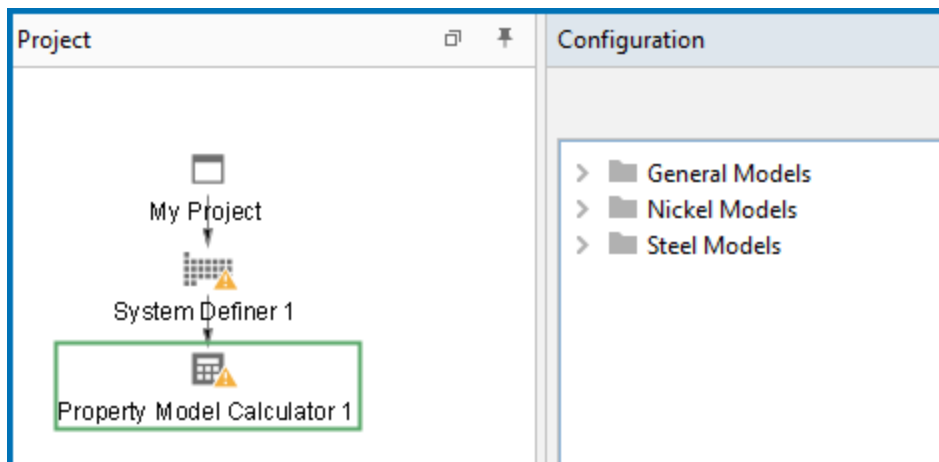 Project
Configuration
My Project
System Definer 1
Property Model Calculator 1
General Models
Nickel Models
Steel Models